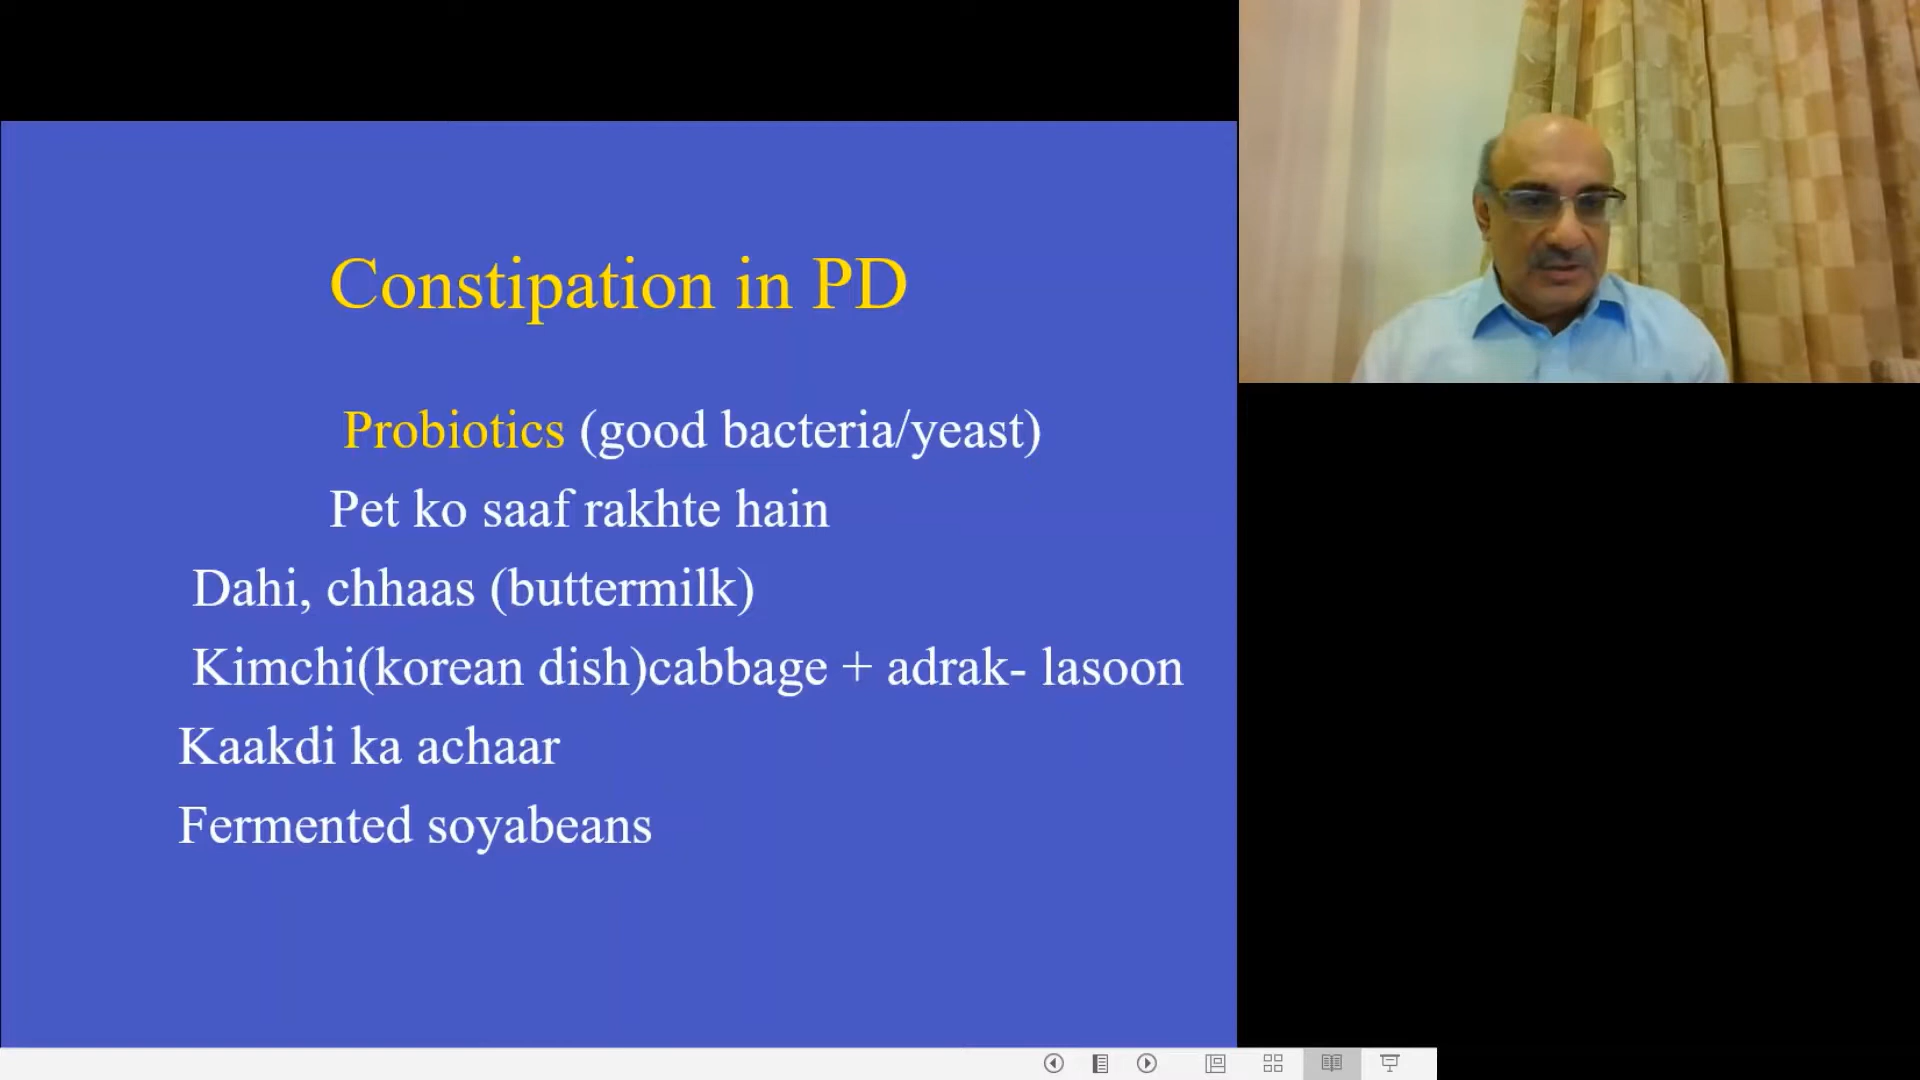 Constipation in PD
Probiotics (good bacteria/yeast)
Pet ko saaf rakhte hain
Dahi, chhaas (buttermilk)
Kimchi(korean dish)cabbage + adrak- lasoon
Kaakdi ka achaar
Fermented soyabeans